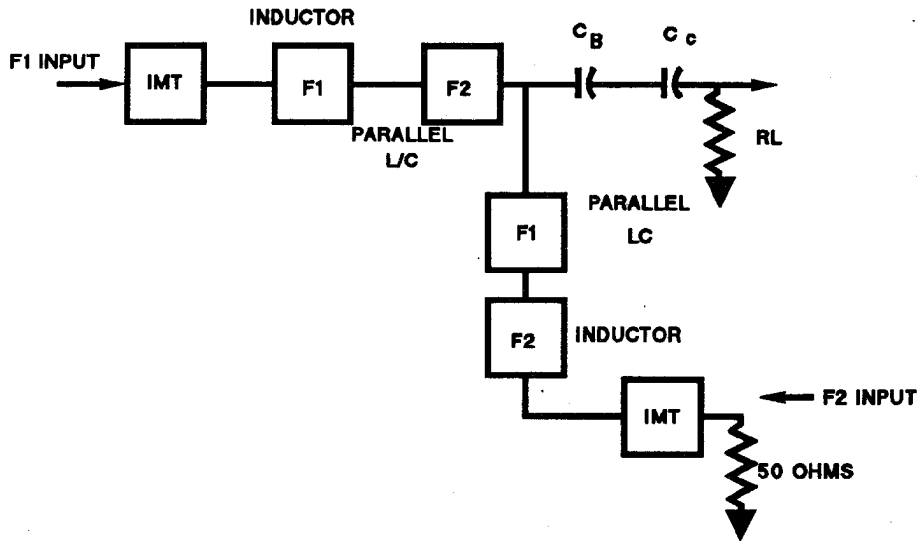 INDUCTOR
F1 INPUT
IMT
F1
F2
C B
C c
PARALLEL
L/C
RL
F1
PARALLEL
LC
F2
INDUCTOR
IMT
F2 INPUT
50 OHMS